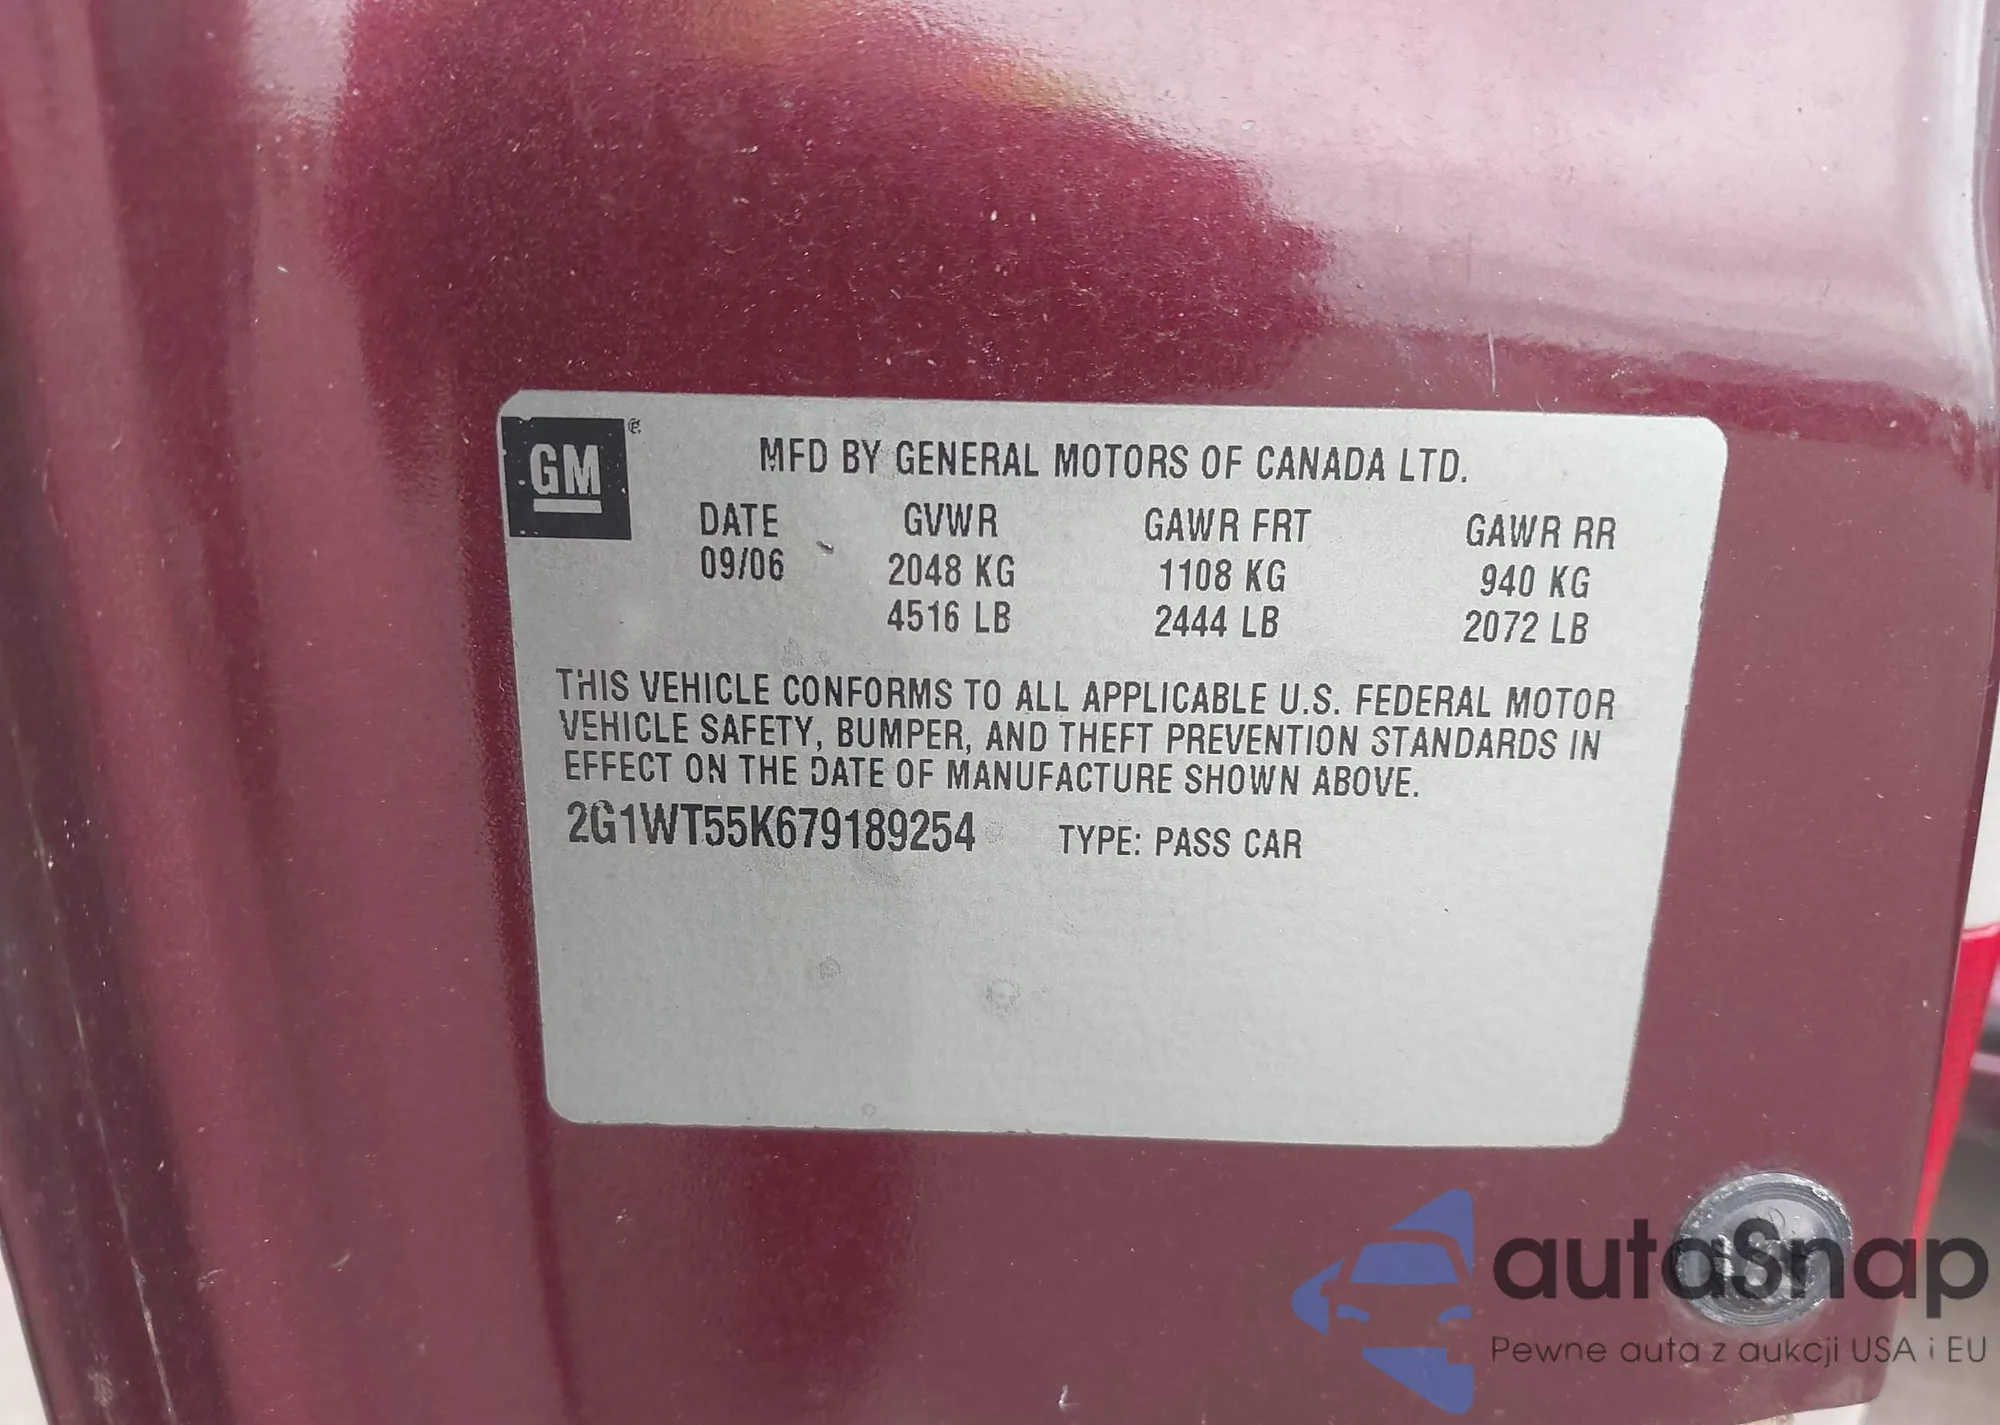 GM
MFD BY GENERAL MOTORS OF CANADA LTD.
DATE GVWR GAWR FRT GAWR RR
09/06 2048 KG 1108 KG 940 KG
4516 LB 2444 LB 2072 LB
THIS VEHICLE CONFORMS TO ALL APPLICABLE U.S. FEDERAL MOTOR
VEHICLE SAFETY, BUMPER, AND THEFT PREVENTION STANDARDS IN
EFFECT ON THE DATE OF MANUFACTURE SHOWN ABOVE.
2G1WT55K679189254 TYPE: PASS CAR
autaSnap
Pewne auta z aukcji USA i EU